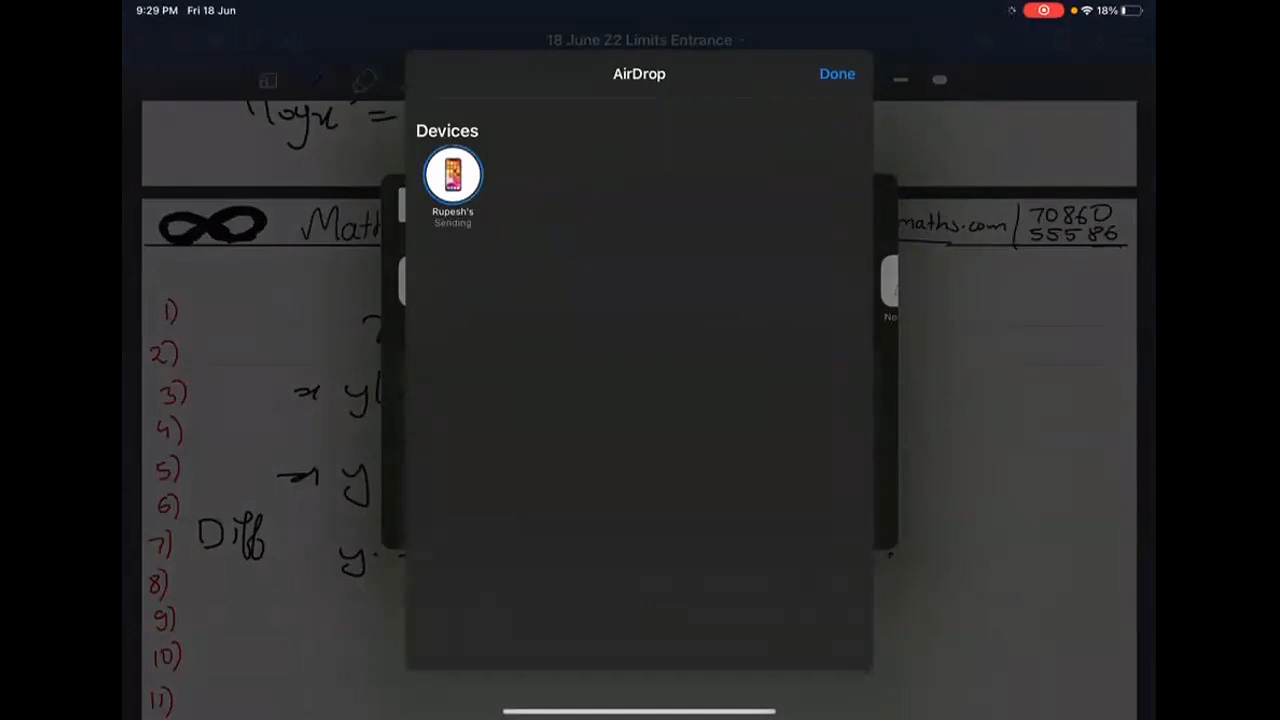 9:29 PM Fri 18 Jun 18%
18 June 22 Limits Entrance
AirDrop Done
Devices
Rupesh's
Sending
=
Math maths.com 70860
55586
No
1)
2)
3) x y
4)
5) y
6)
7) Diff y
8)
9)
10)
11)